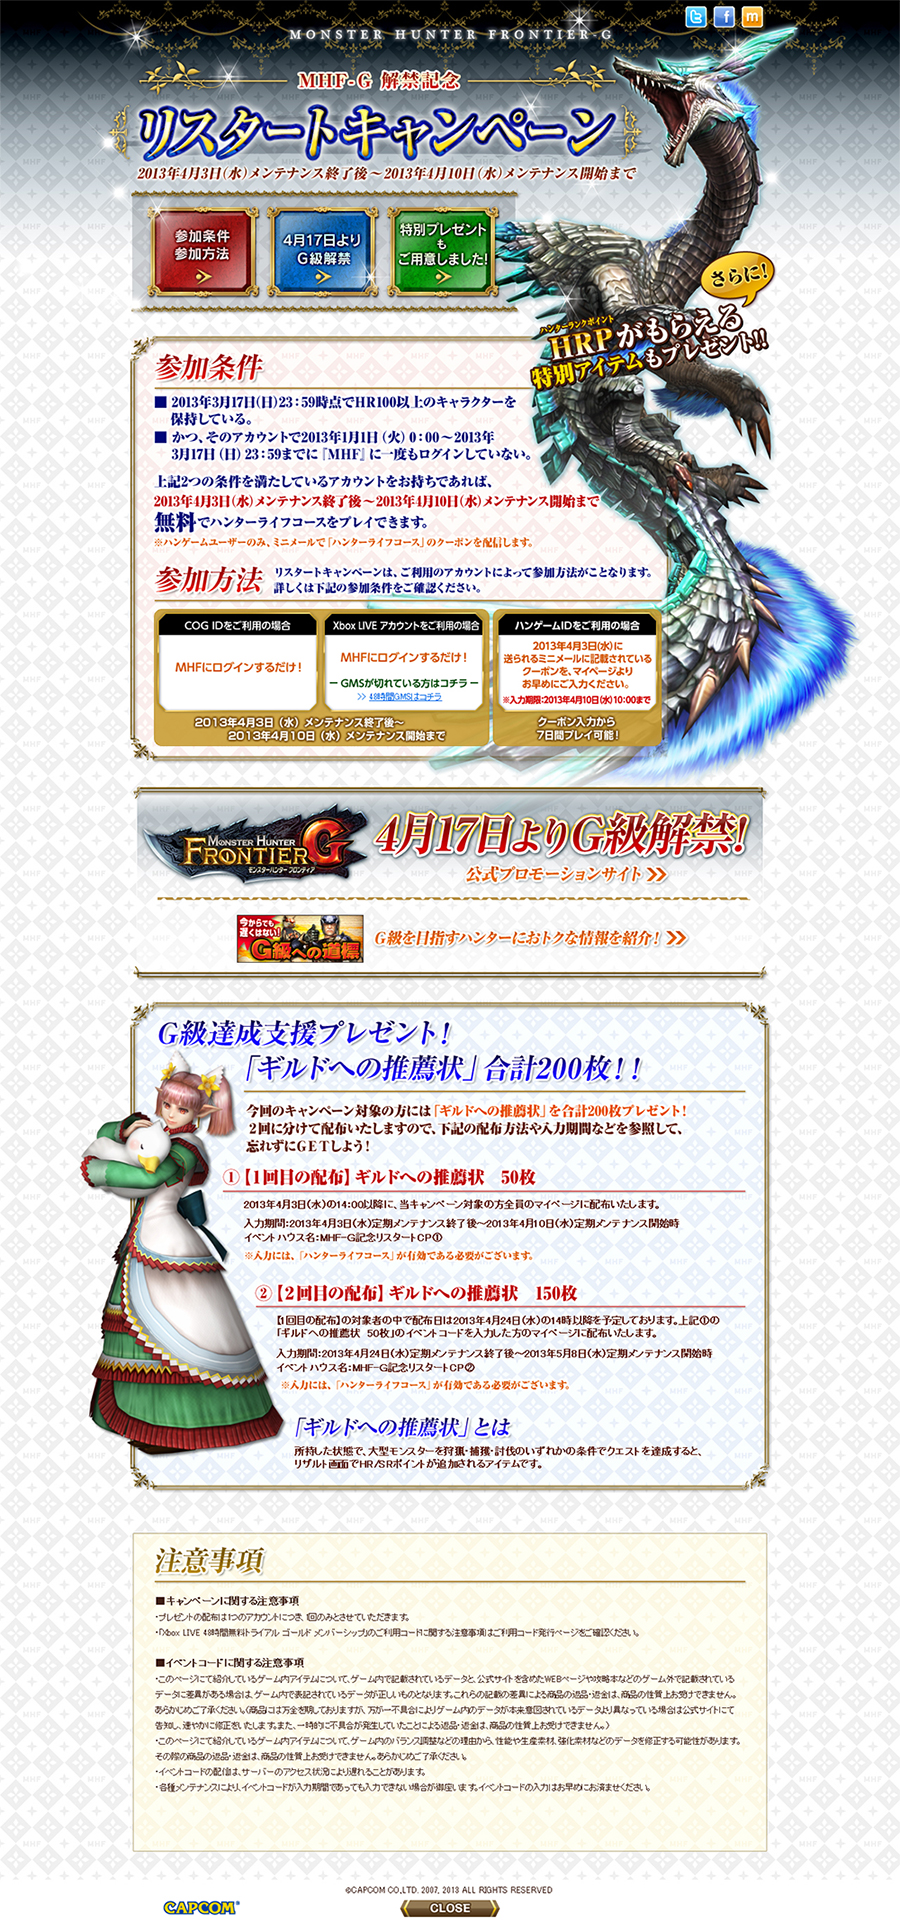 MONSTER HUNTER FRONTIER-G
MHF-G 解禁記念
リスタートキャンペーン
2013年4月3日(水)メンテナンス終了後～2013年4月10日(水)メンテナンス開始まで
参加条件
参加方法
4月17日より
G級解禁
特別プレゼント
も
ご用意しました!
さらに!
ハンターランクポイント
HRPがもらえる
特別アイテムもプレゼント!!
参加条件
■ 2013年3月17日(日)23：59時点でHR100以上のキャラクターを
保持している。
■ かつ、そのアカウントで2013年1月1日（火）0：00～2013年
3月17日（日）23：59までに『MHF』に一度もログインしていない。
上記2つの条件を満たしているアカウントをお持ちであれば、
2013年4月3日(水)メンテナンス終了後～2013年4月10日(水)メンテナンス開始まで
無料でハンターライフコースをプレイできます。
※ハンゲームユーザーのみ、ミニメールで「ハンターライフコース」のクーポンを配信します。
参加方法
リスタートキャンペーンは、ご利用のアカウントによって参加方法がことなります。
詳しくは下記の参加条件をご確認ください。
COG IDをご利用の場合
MHFにログインするだけ！
Xbox LIVE アカウントをご利用の場合
MHFにログインするだけ！
ー GMSが切れている方はコチラ ー
>> 48時間GMSはコチラ
2013年4月3日（水）メンテナンス終了後～
2013年4月10日（水）メンテナンス開始まで
ハンゲームIDをご利用の場合
2013年4月3日(水)に
送られるミニメールに記載されている
クーポンを、マイページより
お早めにご入力ください。
※入力期限：2013年4月10日(水)10:00まで
クーポン入力から
7日間プレイ可能！
MONSTER HUNTER
FRONTIER G
モンスターハンター フロンティア
4月17日よりG級解禁!
公式プロモーションサイト
今からでも
遅くはない!
G級への道標
G級を目指すハンターにおトクな情報を紹介！
G級達成支援プレゼント！
「ギルドへの推薦状」合計200枚！！
今回のキャンペーン対象の方には「ギルドへの推薦状」を合計200枚プレゼント！
2回に分けて配布いたしますので、下記の配布方法や入力期間などを参照して、
忘れずにGETしよう！
①【1回目の配布】ギルドへの推薦状　50枚
2013年4月3日(水)の14:00以降に、当キャンペーン対象の方全員のマイページに配布いたします。
入力期間：2013年4月3日(水)定期メンテナンス終了後～2013年4月10日(水)定期メンテナンス開始時
イベントハウス名：MHF-G記念リスタートCP①
※入力には、「ハンターライフコース」が有効である必要がございます。
②【2回目の配布】ギルドへの推薦状　150枚
【1回目の配布】の対象者の中で配布日は2013年4月24日(水)の14時以降を予定しております。上記①の
「ギルドへの推薦状　50枚」のイベントコードを入力した方のマイページに配布いたします。
入力期間：2013年4月24日(水)定期メンテナンス終了後～2013年5月8日(水)定期メンテナンス開始時
イベントハウス名：MHF-G記念リスタートCP②
※入力には、「ハンターライフコース」が有効である必要がございます。
「ギルドへの推薦状」とは
所持した状態で、大型モンスターを狩猟・捕獲・討伐のいずれかの条件でクエストを達成すると、
リザルト画面でHR/SRポイントが追加されるアイテムです。
注意事項
■キャンペーンに関する注意事項
・プレゼントの配布は1つのアカウントにつき、1回のみとさせていただきます。
・「Xbox LIVE 48時間無料トライアル ゴールド メンバーシップ」のご利用コードに関する注意事項はご利用コード発行ページをご確認ください。
■イベントコードに関する注意事項
・このページにて紹介しているゲーム内アイテムについて、ゲーム内で記載されているデータと、公式サイトを含めたWEBページや攻略本などのゲーム外で記載されている
データに差異がある場合は、ゲーム内で表記されているデータが正しいものとなります。これらの記載の差異による商品の返品・返金は、商品の性質上お受けできません。
あらかじめご了承ください。（商品には万全を期しておりますが、万が一不具合によりゲーム内のデータが本来意図されているデータより異なっている場合は公式サイトにて
告知し、速やかに修正をいたします。また、一時的に不具合が発生していたことによる返品・返金は、商品の性質上お受けできません。）
・このページにて紹介しているゲーム内アイテムについて、ゲーム内のバランス調整などの理由から、性能や生産素材、強化素材などのデータを修正する可能性があります。
その際の商品の返品・返金は、商品の性質上お受けできません。あらかじめご了承ください。
・イベントコードの配信は、サーバーのアクセス状況により遅れることがあります。
・各種メンテナンスにより、イベントコードが入力期間であっても入力できない場合が御座います。イベントコードの入力はお早めにお済ませください。
©CAPCOM CO.,LTD. 2007, 2013 ALL RIGHTS RESERVED
CAPCOM
CLOSE